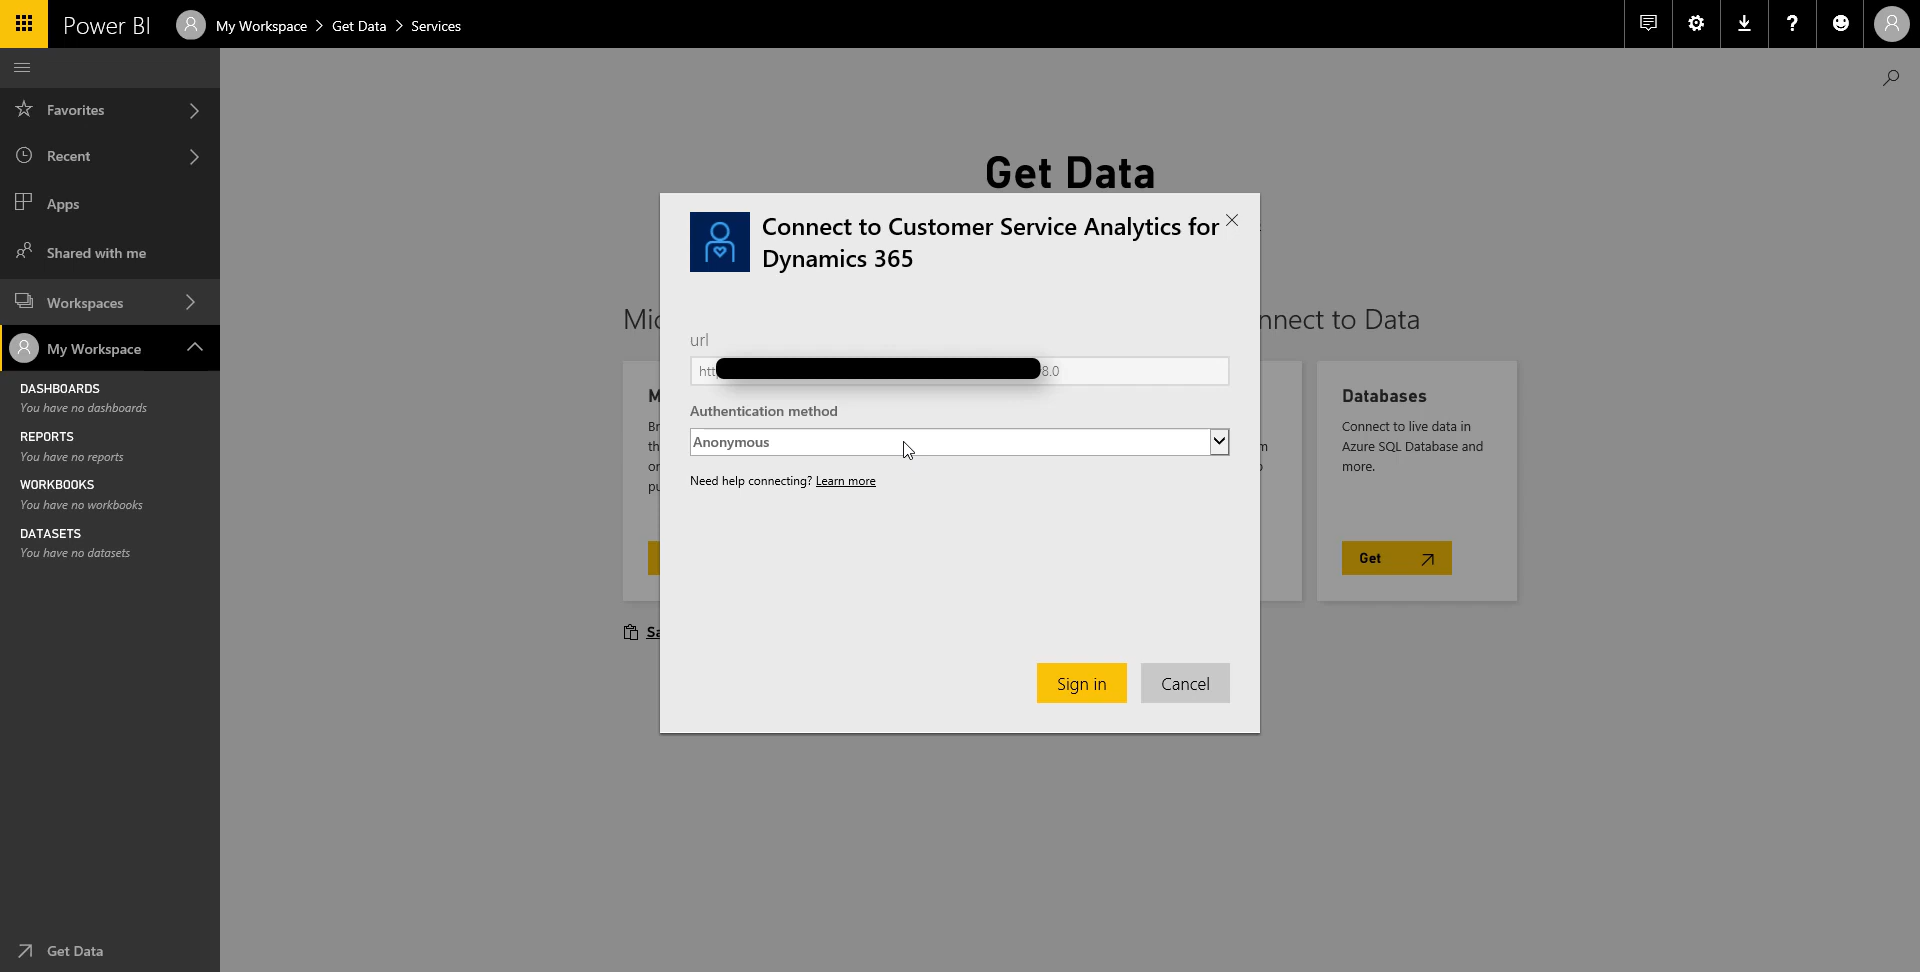 Power BI
My Workspace > Get Data > Services
Favorites
Recent
Apps
Shared with me
Workspaces
My Workspace
DASHBOARDS
You have no dashboards
REPORTS
You have no reports
WORKBOOKS
You have no workbooks
DATASETS
You have no datasets
Get Data
Get Data
Connect to Customer Service Analytics for
Dynamics 365
url
8.0
Authentication method
Anonymous
Need help connecting? Learn more
Sign in
Cancel
to Data
Databases
Connect to live data in
Azure SQL Database and
more.
Get